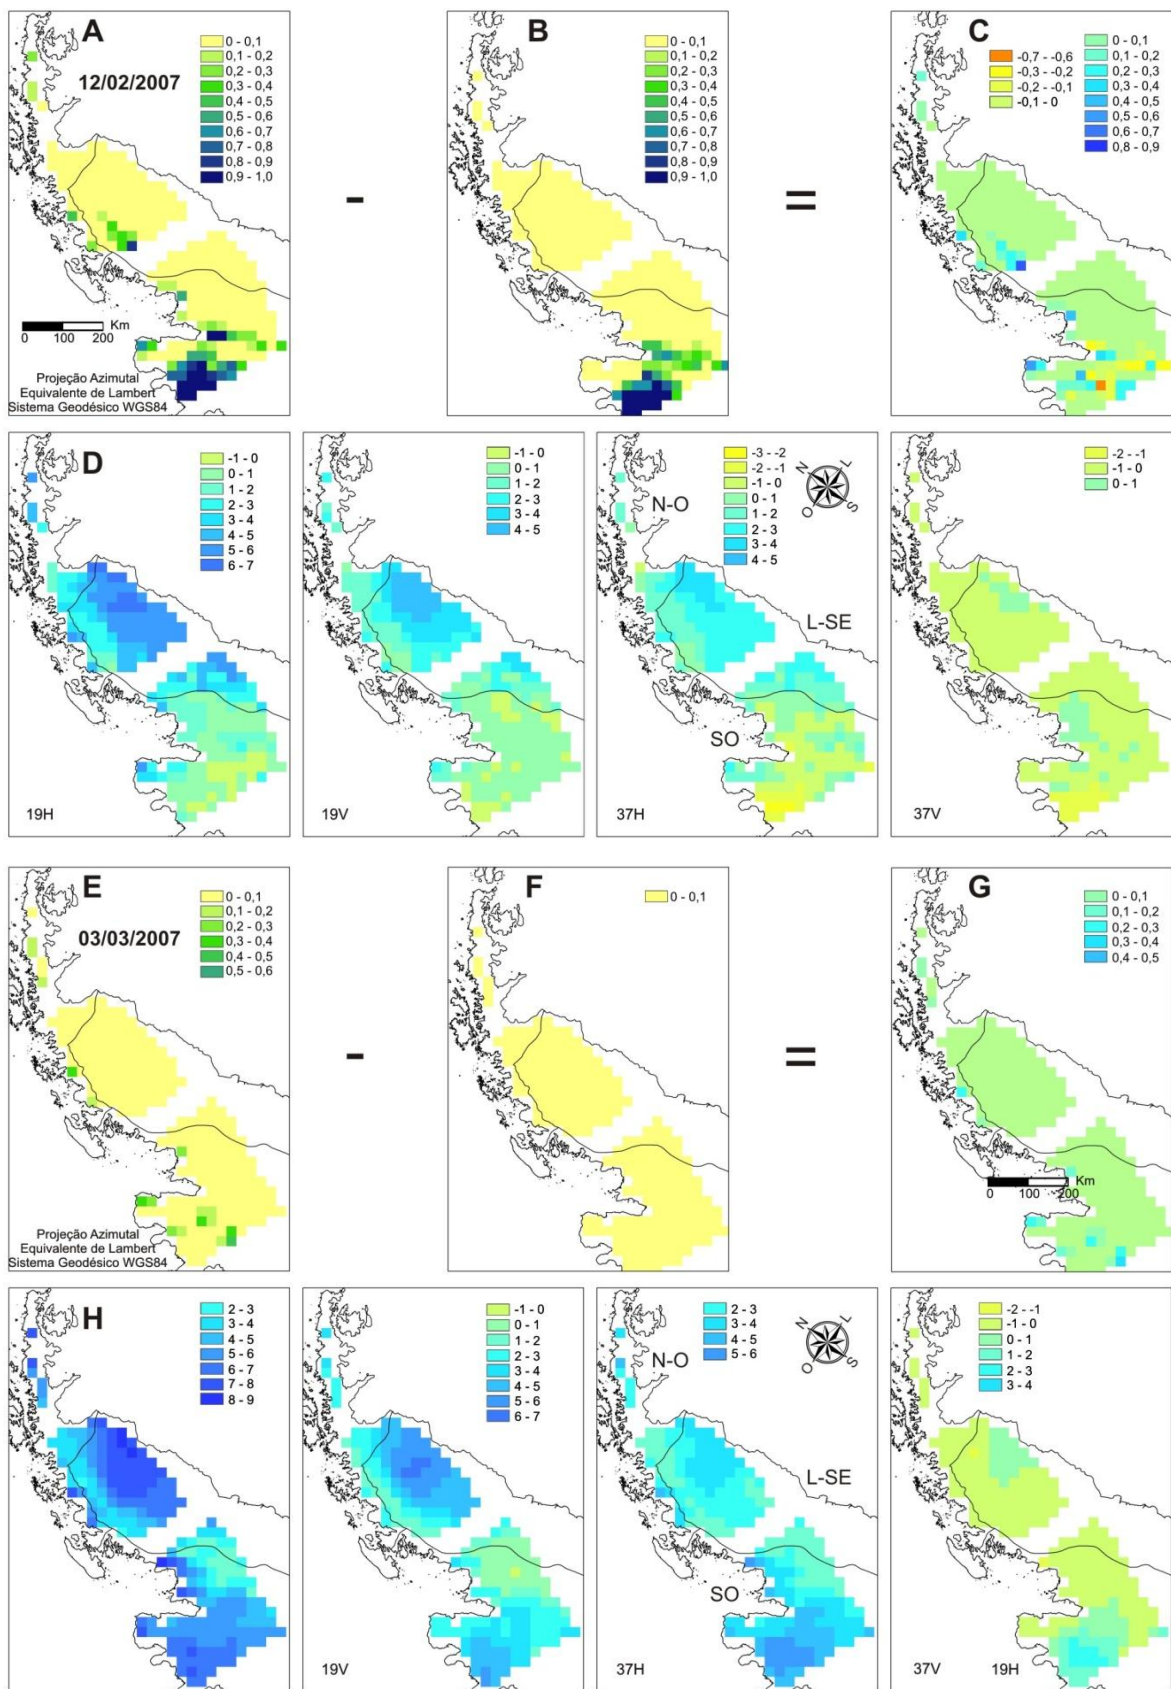 A
12/02/2007
0 - 0,1
0,1 - 0,2
0,2 - 0,3
0,3 - 0,4
0,4 - 0,5
0,5 - 0,6
0,6 - 0,7
0,7 - 0,8
0,8 - 0,9
0,9 - 1,0
0 100 200 Km
Projeção Azimutal
Equivalente de Lambert
Sistema Geodésico WGS84
-
B
0 - 0,1
0,1 - 0,2
0,2 - 0,3
0,3 - 0,4
0,4 - 0,5
0,5 - 0,6
0,6 - 0,7
0,7 - 0,8
0,8 - 0,9
0,9 - 1,0
=
C
-0,7 - -0,6
-0,3 - -0,2
-0,2 - -0,1
-0,1 - 0
0 - 0,1
0,1 - 0,2
0,2 - 0,3
0,3 - 0,4
0,4 - 0,5
0,5 - 0,6
0,6 - 0,7
0,8 - 0,9
D
-1 - 0
0 - 1
1 - 2
2 - 3
3 - 4
4 - 5
5 - 6
6 - 7
19H
-1 - 0
0 - 1
1 - 2
2 - 3
3 - 4
4 - 5
19V
N-O
-3 - -2
-2 - -1
-1 - 0
0 - 1
1 - 2
2 - 3
3 - 4
4 - 5
N L
O S
L-SE
SO
37H
-2 - -1
-1 - 0
0 - 1
37V
E
03/03/2007
0 - 0,1
0,1 - 0,2
0,2 - 0,3
0,3 - 0,4
0,4 - 0,5
0,5 - 0,6
Projeção Azimutal
Equivalente de Lambert
Sistema Geodésico WGS84
-
F
0 - 0,1
=
G
0 - 0,1
0,1 - 0,2
0,2 - 0,3
0,3 - 0,4
0,4 - 0,5
0 100 200 Km
H
2 - 3
3 - 4
4 - 5
5 - 6
6 - 7
7 - 8
8 - 9
-1 - 0
0 - 1
1 - 2
2 - 3
3 - 4
4 - 5
5 - 6
6 - 7
19V
2 - 3
3 - 4
4 - 5
5 - 6
N-O
N L
O S
L-SE
SO
37H
-2 - -1
-1 - 0
0 - 1
1 - 2
2 - 3
3 - 4
37V 19H